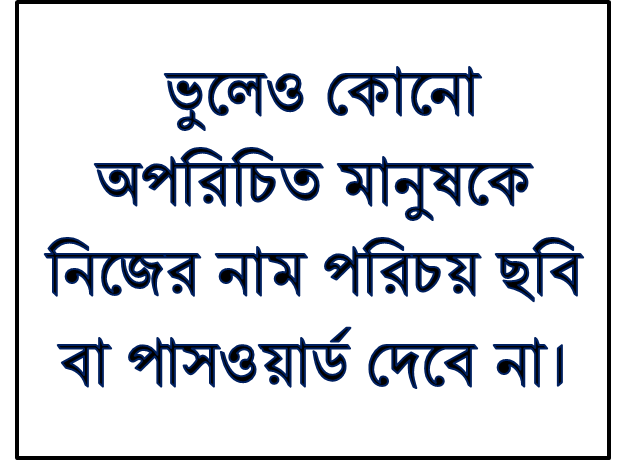 ভুলেও কোনো
অপরিচিত মানুষকে
নিজের নাম পরিচয় ছবি
বা পাসওয়ার্ড দেবে না।